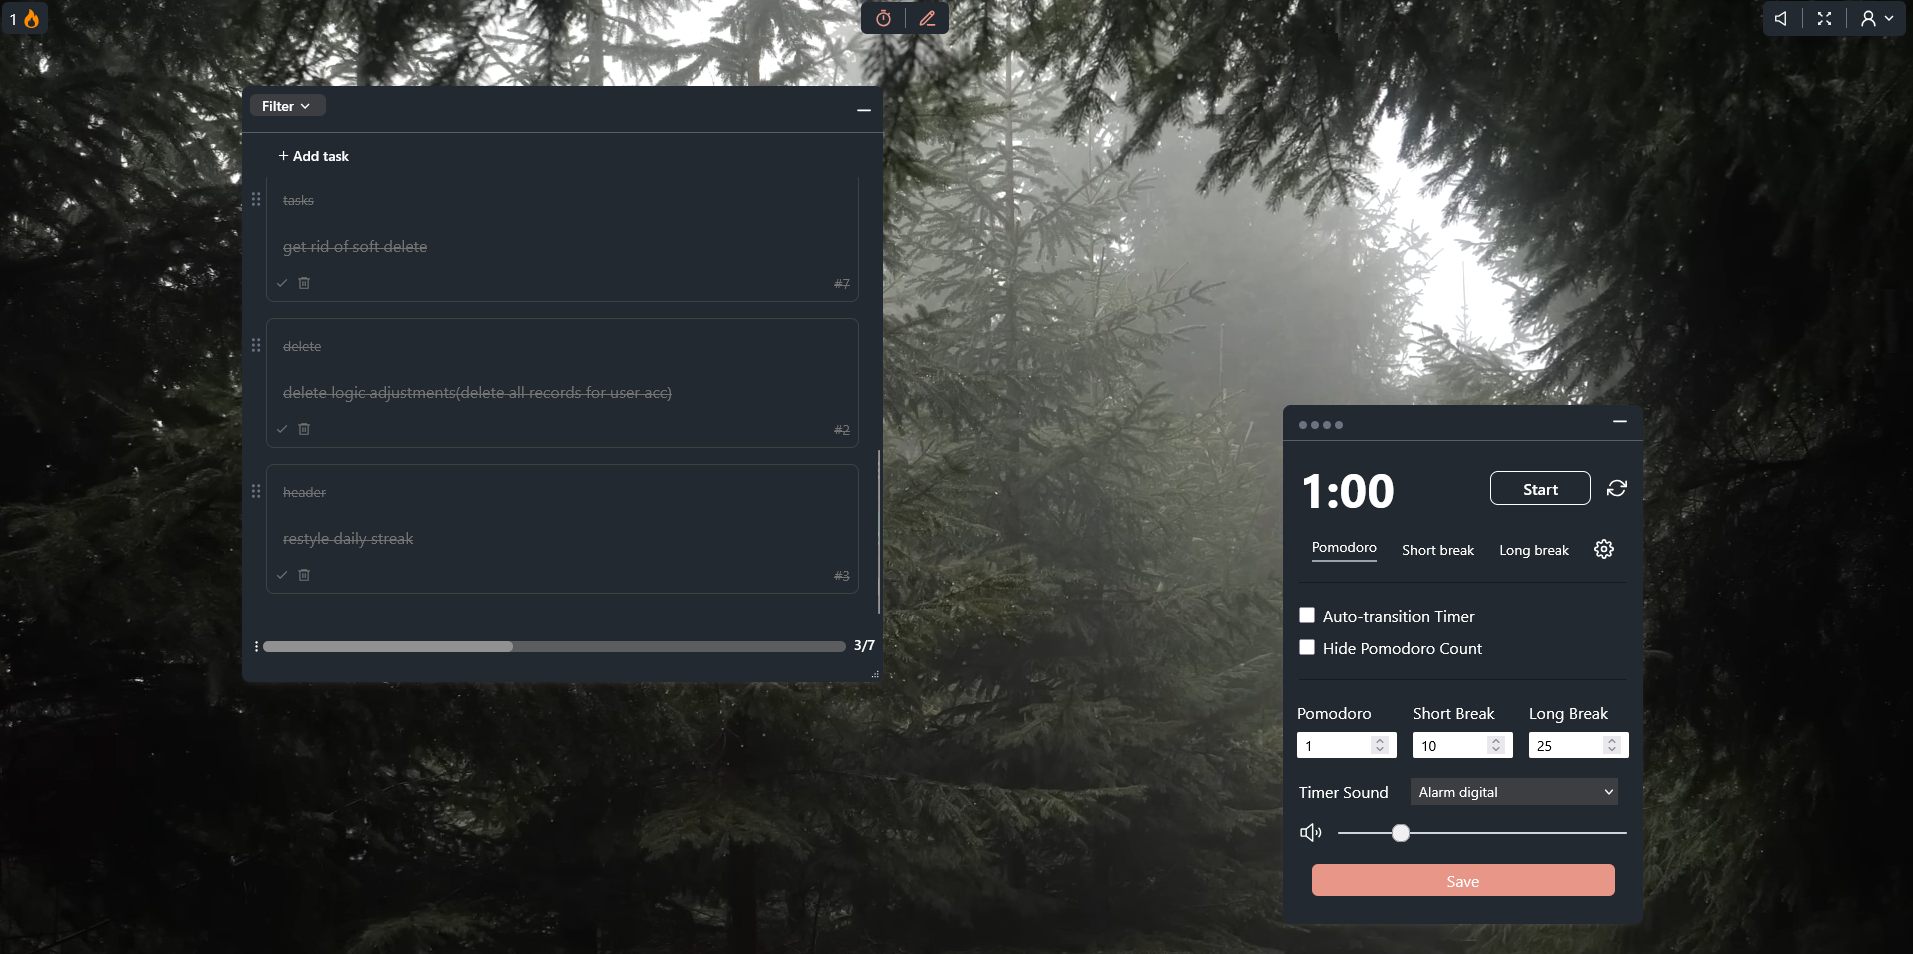 1
Filter
+ Add task
tasks
get rid of soft delete
#7
delete
delete logic adjustments(delete all records for user acc)
#2
header
restyle daily streak
#3
3/7
1:00
Start
Pomodoro Short break Long break
Auto-transition Timer
Hide Pomodoro Count
Pomodoro Short Break Long Break
1 10 25
Timer Sound Alarm digital
Save